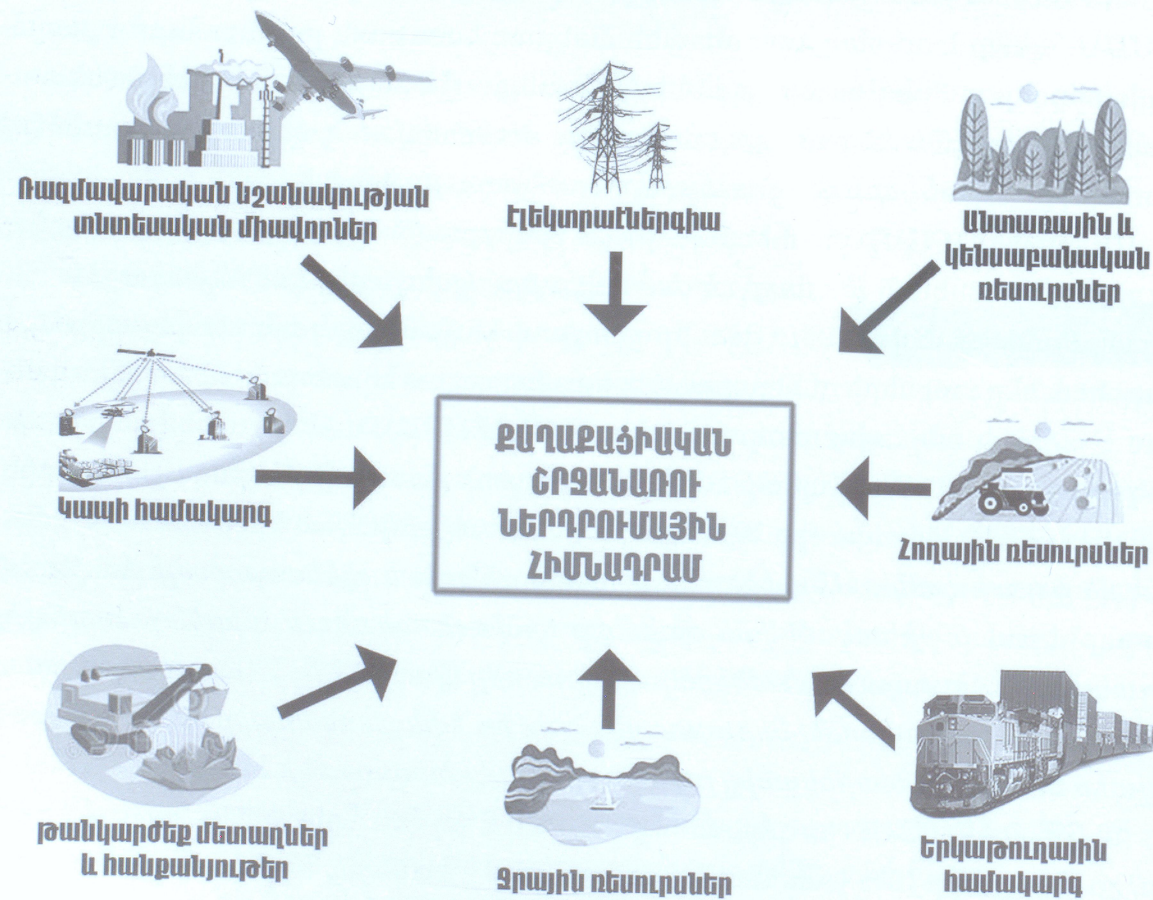 Ռազմավարական նշանակության
տնտեսական միավորներ
Էլեկտրաէներգիա
Անտառային և
կենսաբանական
ռեսուրսներ
Կապի համակարգ
ՔԱՂԱՔԱՑԻԱԿԱՆ
ՇՐՋԱՆԱՌՈՒ
ՆԵՐԴՐՈՒՄԱՅԻՆ
ՀԻՄՆԱԴՐԱՄ
Հողային ռեսուրսներ
Թանկարժեք մետաղներ
և հանքանյութեր
Ջրային ռեսուրսներ
Երկաթուղային
համակարգ